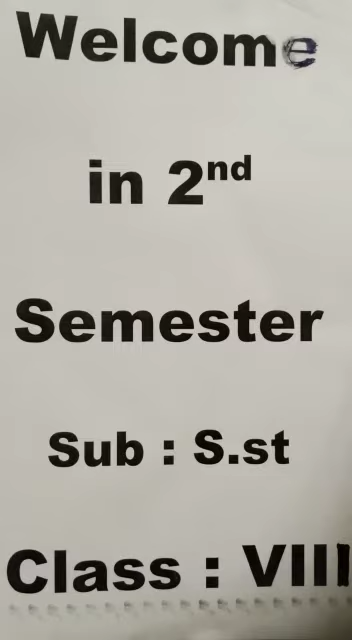 Welcome
in 2nd
Semester
Sub : S.st
Class : VIII